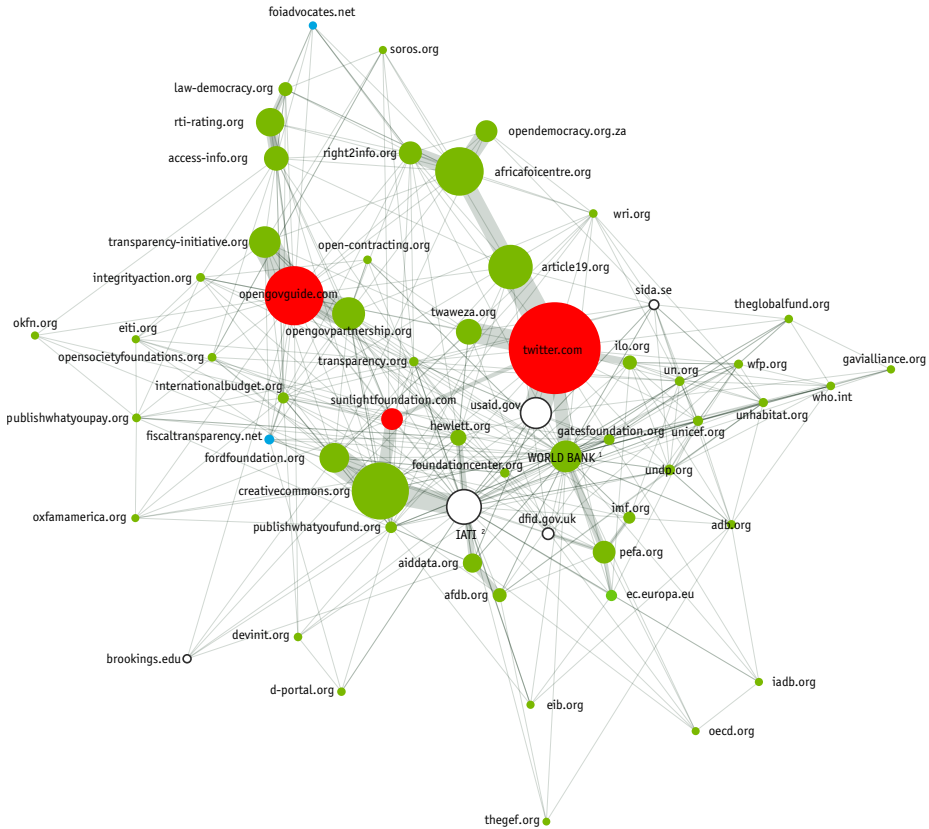 foiadvocates.net
soros.org
law-democracy.org
rti-rating.org
opendemocracy.org.za
access-info.org
right2info.org
africafoicentre.org
wri.org
transparency-initiative.org
open-contracting.org
article19.org
integrityaction.org
sida.se
opengovguide.com
theglobalfund.org
twaweza.org
okfn.org
eiti.org
opengovpartnership.org
ilo.org
twitter.com
opensocietyfoundations.org
transparency.org
gavialliance.org
un.org
wfp.org
internationalbudget.org
sunlightfoundation.com
who.int
usaid.gov
unhabitat.org
publishwhatyoupay.org
hewlett.org
gatesfoundation.org
unicef.org
fiscaltransparency.net
fordfoundation.org
foundationcenter.org
WORLD BANK 1
undp.org
creativecommons.org
imf.org
oxfamamerica.org
dfid.gov.uk
adb.org
publishwhatyoufund.org
IATI 2
pefa.org
aiddata.org
afdb.org
ec.europa.eu
devinit.org
brookings.edu
d-portal.org
iadb.org
eib.org
oecd.org
thegef.org